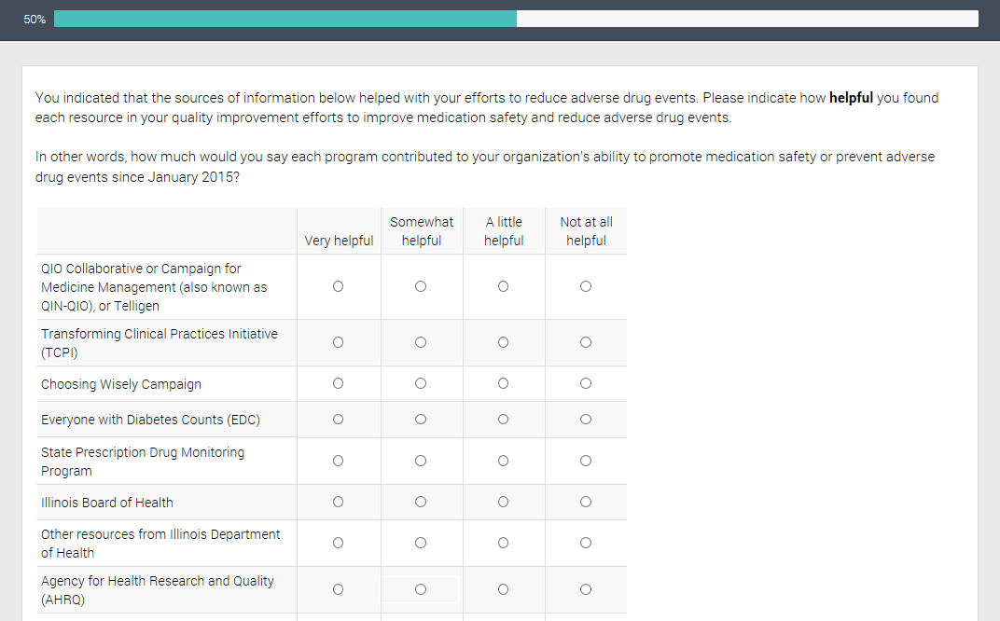 50%
You indicated that the sources of information below helped with your efforts to reduce adverse drug events. Please indicate how helpful you found
each resource in your quality improvement efforts to improve medication safety and reduce adverse drug events.
In other words, how much would you say each program contributed to your organization's ability to promote medication safety or prevent adverse
drug events since January 2015?
Very helpful
Somewhat
helpful
A little
helpful
Not at all
helpful
QIO Collaborative or Campaign for
Medicine Management (also known as
QIN-QIO), or Telligen
Transforming Clinical Practices Initiative
(TCPI)
Choosing Wisely Campaign
Everyone with Diabetes Counts (EDC)
State Prescription Drug Monitoring
Program
Illinois Board of Health
Other resources from Illinois Department
of Health
Agency for Health Research and Quality
(AHRQ)